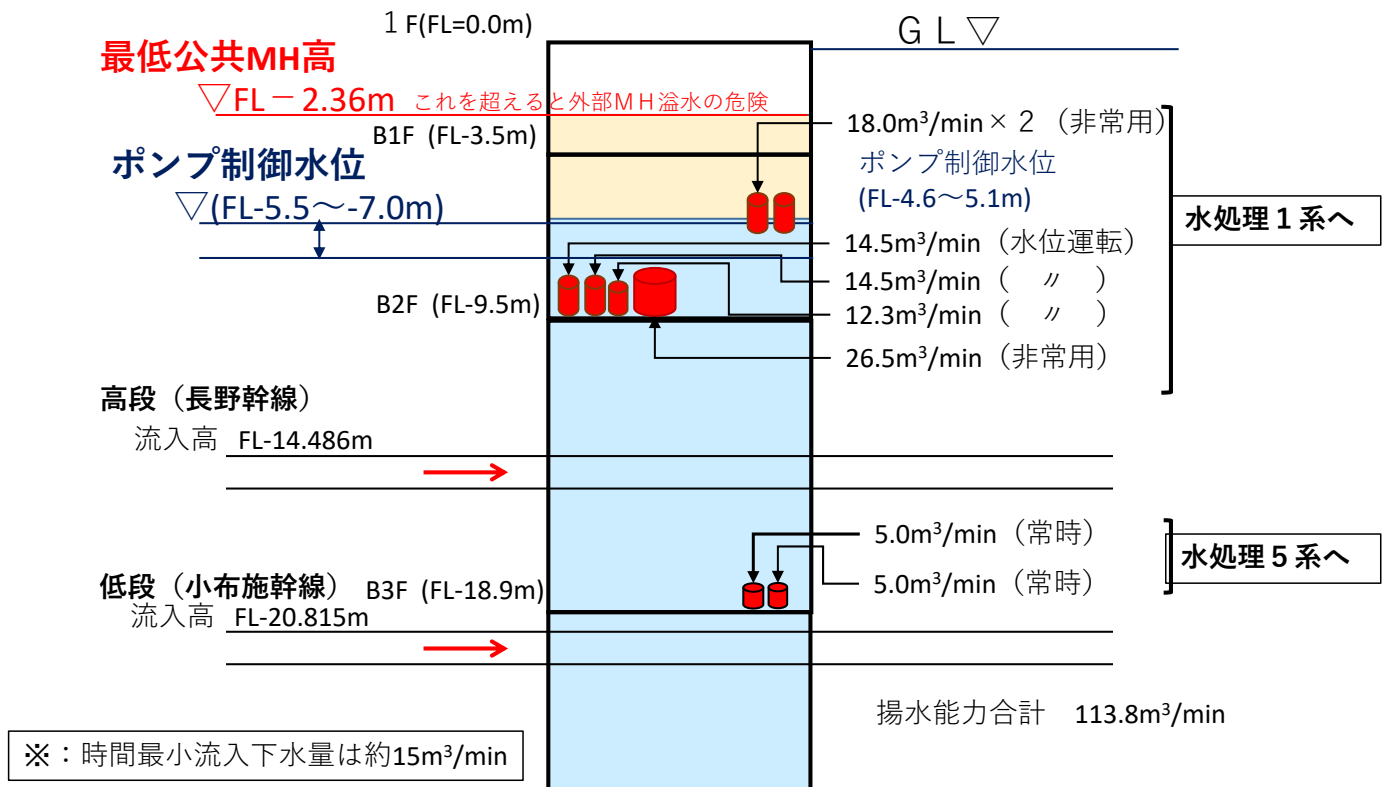 １F(FL=0.0m)
ＧＬ▽
最低公共MH高
▽FL－2.36m これを超えると外部ＭＨ溢水の危険
B1F (FL-3.5m)
18.0m³/min×２（非常用）
ポンプ制御水位
(FL-4.6～5.1m)
ポンプ制御水位
▽(FL-5.5～-7.0m)
水処理１系へ
14.5m³/min（水位運転）
14.5m³/min（　〃　）
12.3m³/min（　〃　）
26.5m³/min（非常用）
B2F (FL-9.5m)
高段（長野幹線）
流入高 FL-14.486m
5.0m³/min（常時）
5.0m³/min（常時）
水処理５系へ
低段（小布施幹線） B3F (FL-18.9m)
流入高 FL-20.815m
揚水能力合計 113.8m³/min
※：時間最小流入下水量は約15m³/min